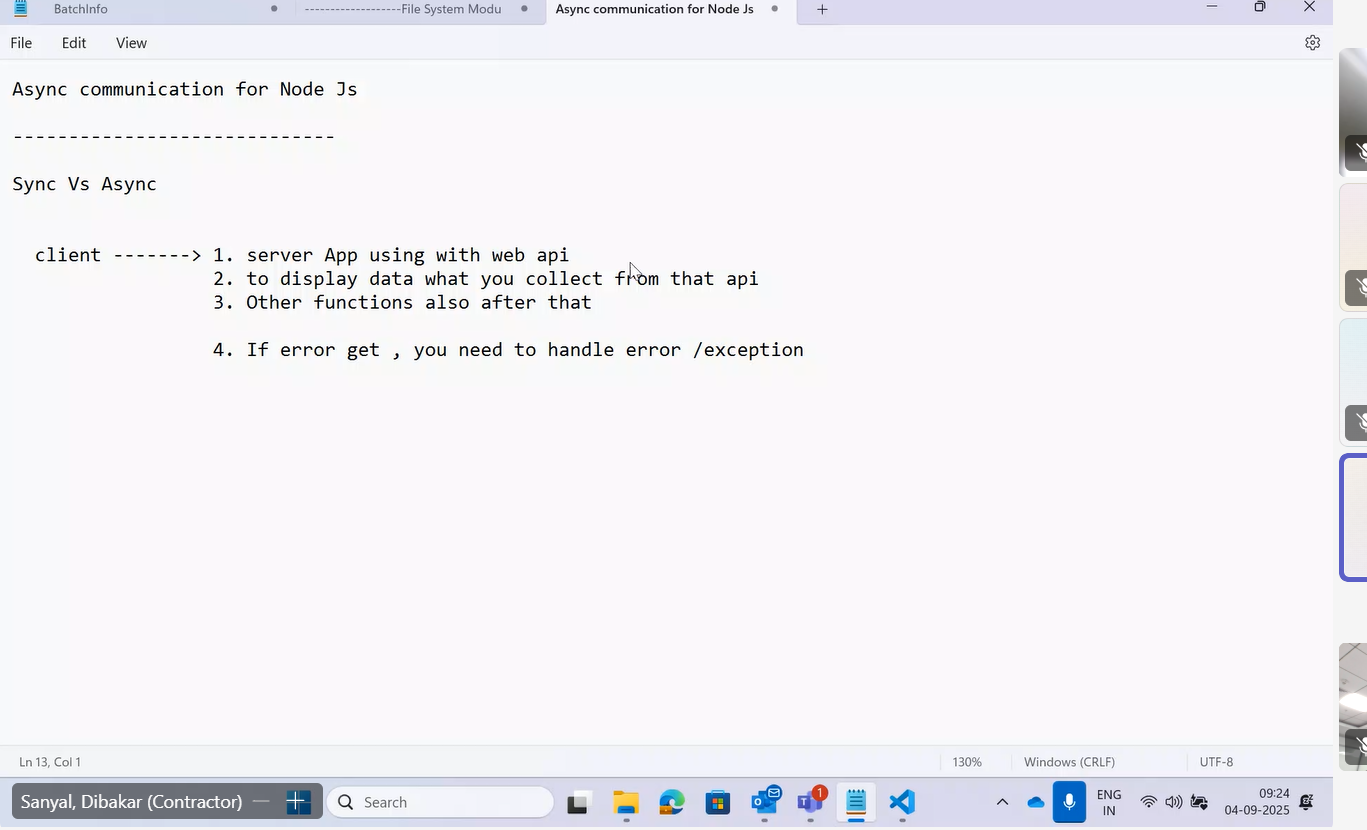 BatchInfo
-------------------File System Modu
Async communication for Node Js
File Edit View
Async communication for Node Js
-----------------------------
Sync Vs Async
client -------> 1. server App using with web api
2. to display data what you collect from that api
3. Other functions also after that
4. If error get , you need to handle error /exception
Ln 13, Col 1
130%
Windows (CRLF)
UTF-8
Sanyal, Dibakar (Contractor)
Search
1
ENG
IN
09:24
04-09-2025